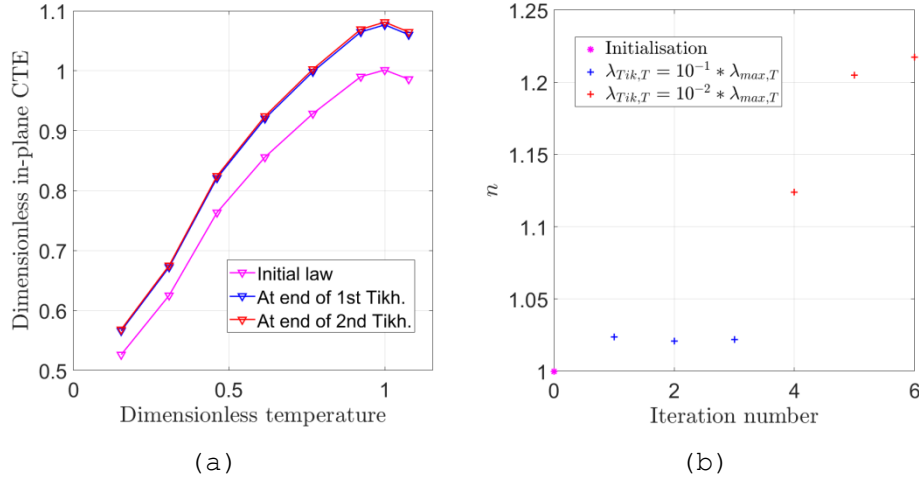 1.1
1
0.9
0.8
0.7
0.6
0.5
0
0.5
1
Dimensionless in-plane CTE
Dimensionless temperature
Initial law
At end of 1st Tikh.
At end of 2nd Tikh.
(a)
1.25
1.2
1.15
1.1
1.05
1
0
2
4
6
n
Iteration number
Initialisation
λ_{Tik,T} = 10^{-1} * λ_{max,T}
λ_{Tik,T} = 10^{-2} * λ_{max,T}
(b)